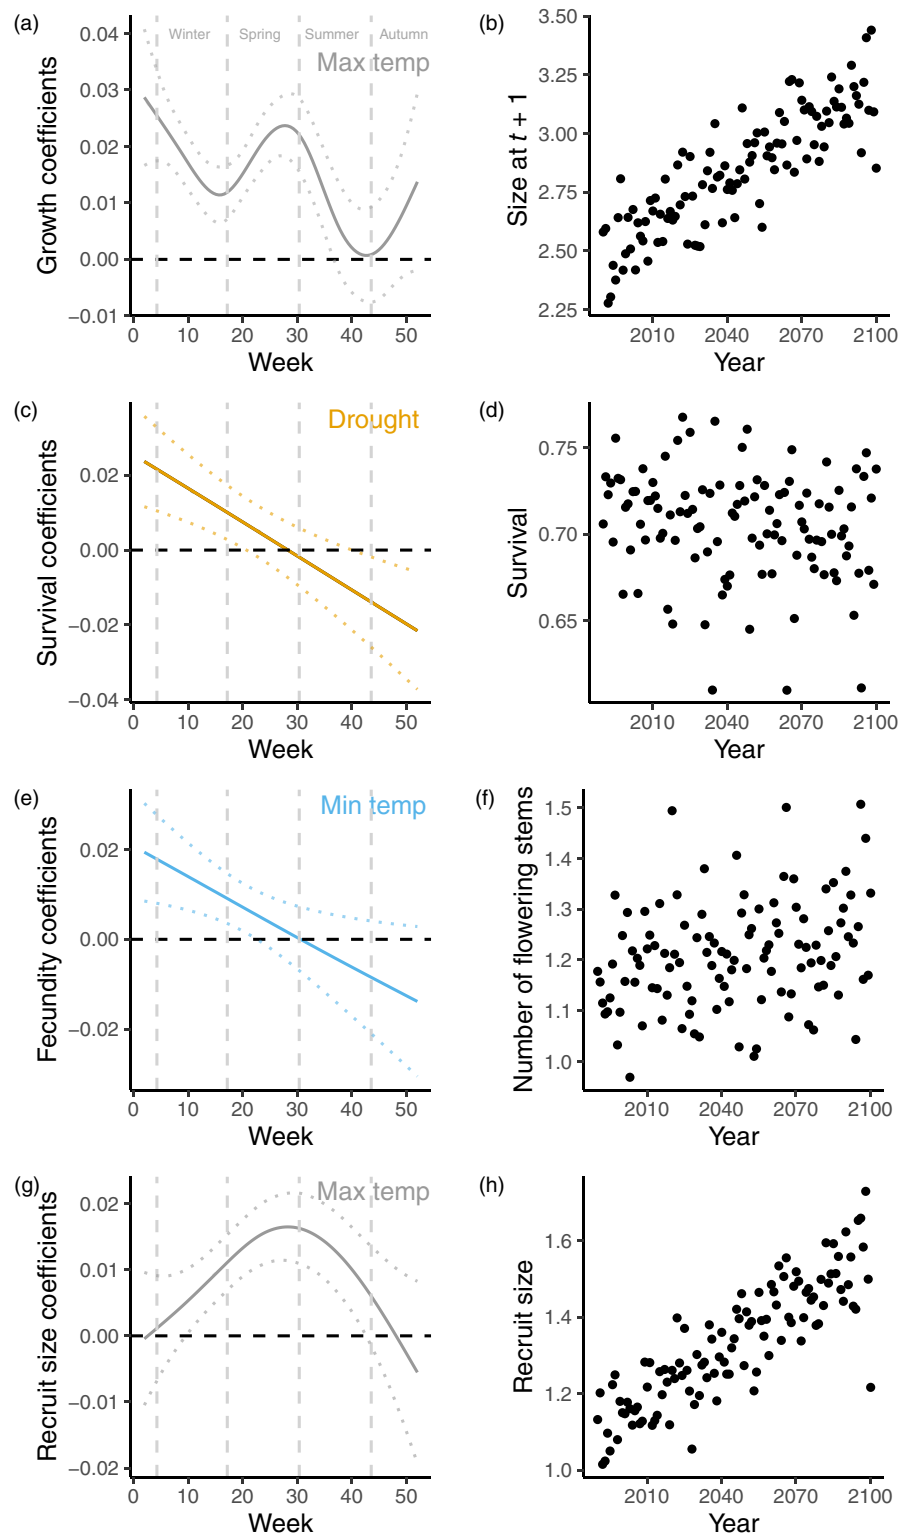 (a)
Growth coefficients
0.04
0.03
0.02
0.01
0.00
−0.01
Winter Spring Summer Autumn
Max temp
0 10 20 30 40 50
Week
(b)
Size at t + 1
3.50
3.25
3.00
2.75
2.50
2.25
2010 2040 2070 2100
Year
(c)
Survival coefficients
0.02
0.00
−0.02
−0.04
Drought
0 10 20 30 40 50
Week
(d)
Survival
0.75
0.70
0.65
2010 2040 2070 2100
Year
(e)
Fecundity coefficients
0.02
0.00
−0.02
Min temp
0 10 20 30 40 50
Week
(f)
Number of flowering stems
1.5
1.4
1.3
1.2
1.1
1.0
2010 2040 2070 2100
Year
(g)
Recruit size coefficients
0.02
0.01
0.00
−0.01
−0.02
Max temp
0 10 20 30 40 50
Week
(h)
Recruit size
1.6
1.4
1.2
1.0
2010 2040 2070 2100
Year